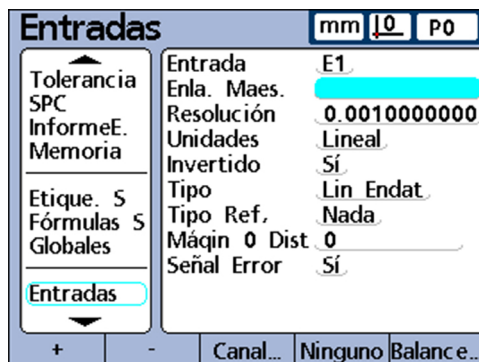 Entradas
mm 0 P0
Tolerancia
SPC
InformeE.
Memoria
Etique. S
Fórmulas S
Globales
Entradas
Entrada E1
Enla. Maes.
Resolución 0.0010000000
Unidades Lineal
Invertido Sí
Tipo Lin Endat
Tipo Ref, Nada
Máqin 0 Dist 0
Señal Error Sí
+ - Canal... Ninguno Balance..